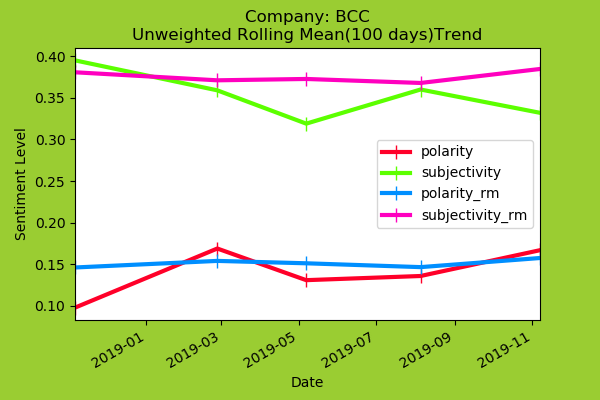 Company: BCC
Unweighted Rolling Mean(100 days)Trend
Sentiment Level
0.40
0.35
0.30
0.25
0.20
0.15
0.10
polarity
subjectivity
polarity_rm
subjectivity_rm
2019-01
2019-03
2019-05
2019-07
2019-09
2019-11
Date